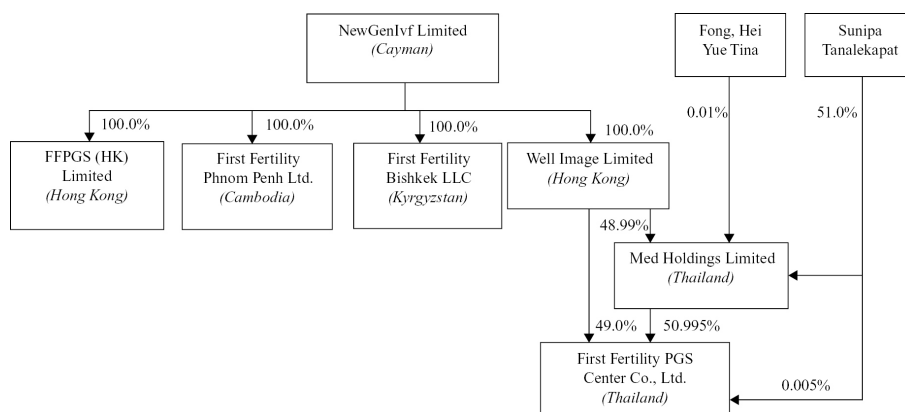 NewGenIvf Limited
(Cayman)
Fong, Hei
Yue Tina
Sunipa
Tanalekapat
100.0%
100.0%
100.0%
100.0%
0.01%
51.0%
FFPGS (HK)
Limited
(Hong Kong)
First Fertility
Phnom Penh Ltd.
(Cambodia)
First Fertility
Bishkek LLC
(Kyrgyzstan)
Well Image Limited
(Hong Kong)
48.99%
Med Holdings Limited
(Thailand)
49.0%
50.995%
First Fertility PGS
Center Co., Ltd.
(Thailand)
0.005%